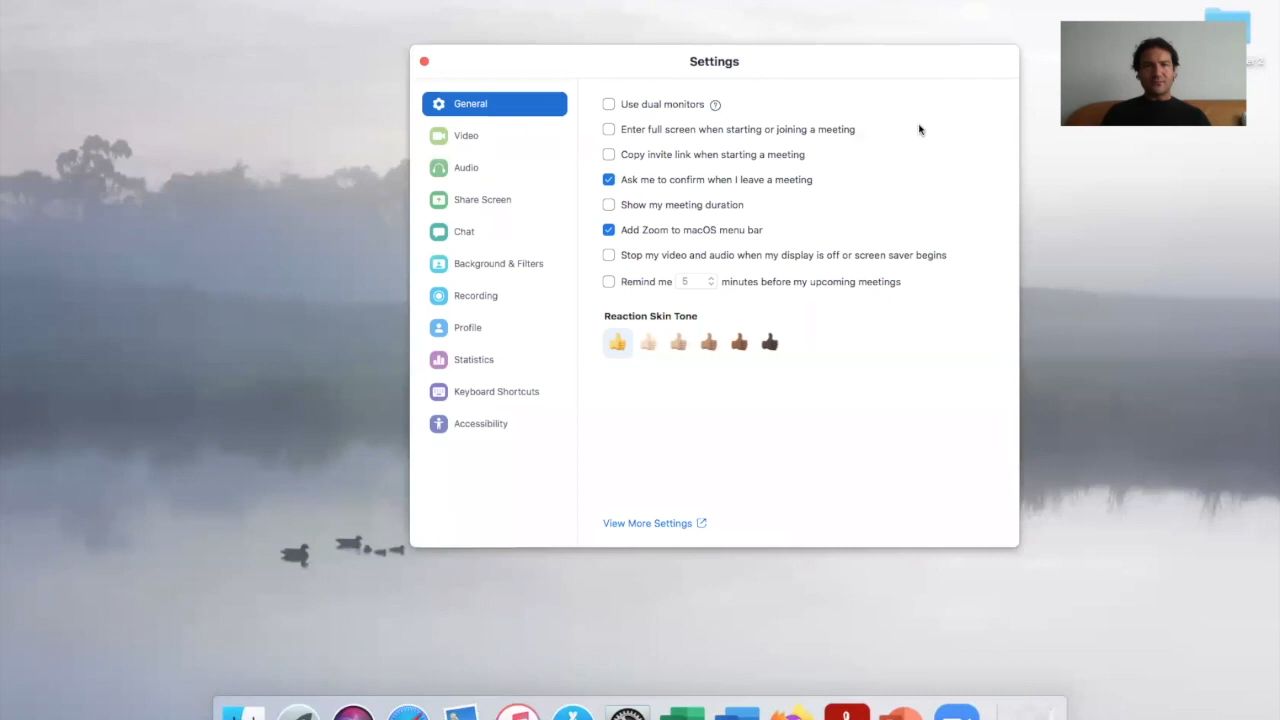 Settings
General
Video
Audio
Share Screen
Chat
Background & Filters
Recording
Profile
Statistics
Keyboard Shortcuts
Accessibility
Use dual monitors ?
Enter full screen when starting or joining a meeting
Copy invite link when starting a meeting
Ask me to confirm when I leave a meeting
Show my meeting duration
Add Zoom to macOS menu bar
Stop my video and audio when my display is off or screen saver begins
Remind me 5 minutes before my upcoming meetings
Reaction Skin Tone
View More Settings